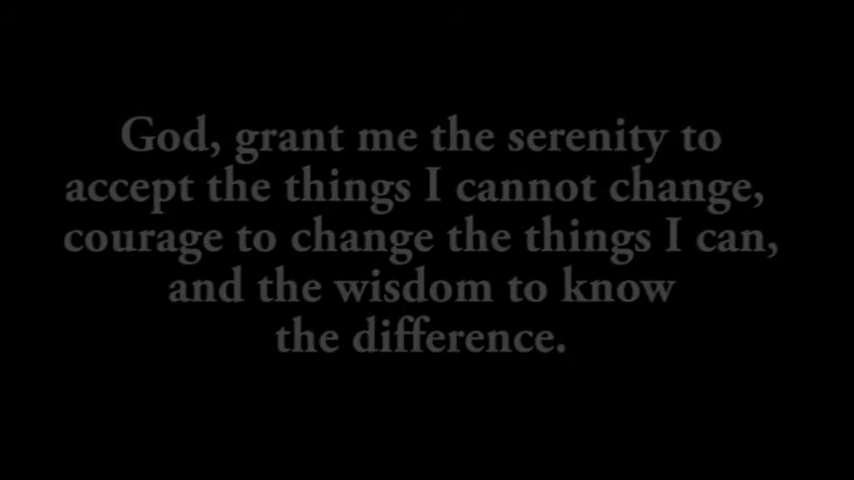 God, grant me the serenity to
accept the things I cannot change,
courage to change the things I can,
and the wisdom to know
the difference.